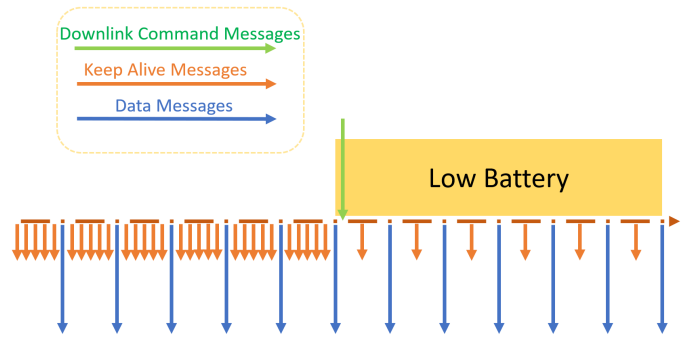 Downlink Command Messages
Keep Alive Messages
Data Messages
Low Battery